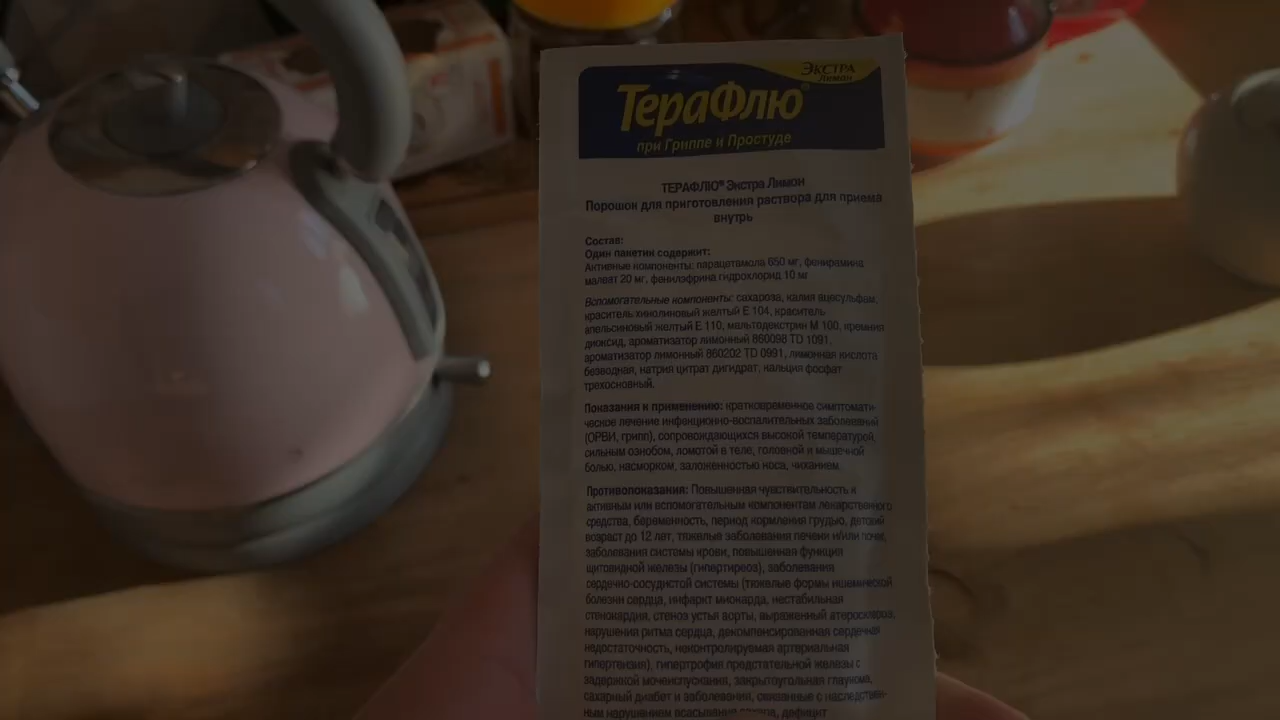 ЭКСТРА
Лимон
ТераФлю®
при Гриппе и Простуде
ТЕРАФЛЮ® Экстра Лимон
Порошок для приготовления раствора для приема
внутрь
Состав:
Один пакетик содержит:
Активные компоненты: парацетамола 650 мг, фенирамина
малеат 20 мг, фенилэфрина гидрохлорид 10 мг
Вспомогательные компоненты: сахароза, калия ацесульфам,
краситель хинолиновый желтый Е 104, краситель
апельсиновый желтый Е 110, мальтодекстрин М 100, кремния
диоксид, ароматизатор лимонный 860098 TD 1091,
ароматизатор лимонный 860202 TD 0991, лимонная кислота
безводная, натрия цитрат дигидрат, кальция фосфат
трехосновный.
Показания к применению: кратковременное симптомати-
ческое лечение инфекционно-воспалительных заболеваний
(ОРВИ, грипп), сопровождающихся высокой температурой,
сильным ознобом, ломотой в теле, головной и мышечной
болью, насморком, заложенностью носа, чиханием.
Противопоказания: Повышенная чувствительность к
активным или вспомогательным компонентам лекарственного
средства, беременность, период кормления грудью, детский
возраст до 12 лет, тяжелые заболевания печени и/или почек,
заболевания системы крови, повышенная функция
щитовидной железы (гипертиреоз), заболевания
сердечно-сосудистой системы (тяжелые формы ишемической
болезни сердца, инфаркт миокарда, нестабильная
стенокардия, стеноз устья аорты, выраженный атеросклероз,
нарушения ритма сердца, декомпенсированная сердечная
недостаточность, неконтролируемая артериальная
гипертензия), гипертрофия предстательной железы с
задержкой мочеиспускания, закрытоугольная глаукома,
сахарный диабет и заболевания, связанные с наследствен-
ным нарушением всасывания сахара, дефицит